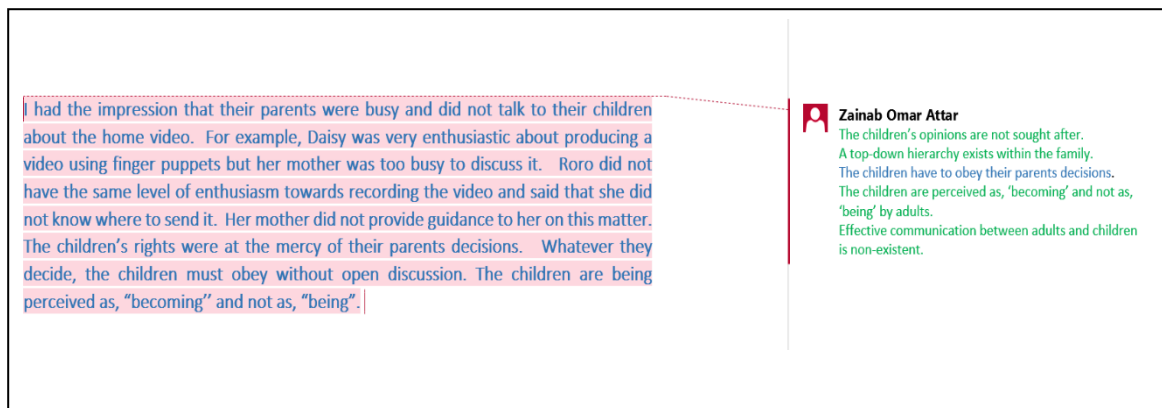 I had the impression that their parents were busy and did not talk to their children
about the home video. For example, Daisy was very enthusiastic about producing a
video using finger puppets but her mother was too busy to discuss it. Roro did not
have the same level of enthusiasm towards recording the video and said that she did
not know where to send it. Her mother did not provide guidance to her on this matter.
The children's rights were at the mercy of their parents decisions. Whatever they
decide, the children must obey without open discussion. The children are being
perceived as, “becoming’’ and not as, “being”.
Zainab Omar Attar
The children's opinions are not sought after.
A top-down hierarchy exists within the family.
The children have to obey their parents decisions.
The children are perceived as, ‘becoming’ and not as,
‘being’ by adults.
Effective communication between adults and children
is non-existent.